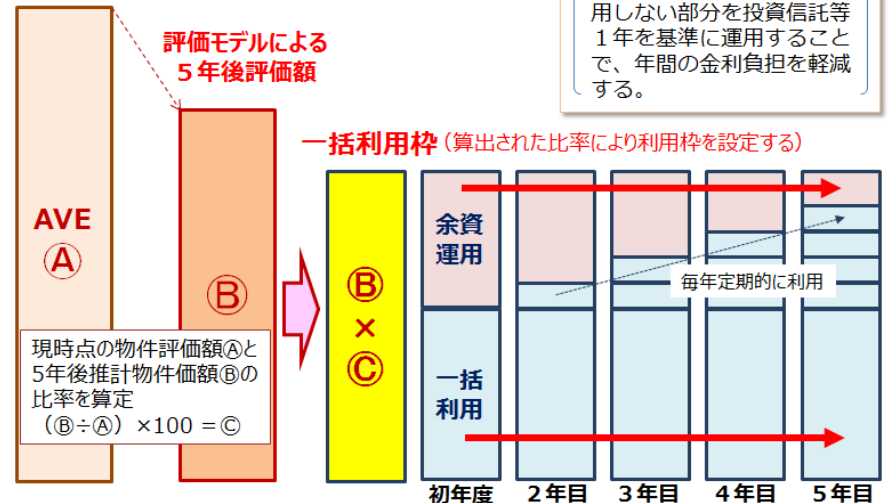 用しない部分を投資信託等
1年を基準に運用すること
で、年間の金利負担を軽減
する。
評価モデルによる
5年後評価額
一括利用枠(算出された比率により利用枠を設定する)
AVE
Ⓐ
Ⓑ
Ⓑ
×
Ⓒ
余資
運用
毎年定期的に利用
現時点の物件評価額Ⓐと
5年後推計物件価額Ⓑの
比率を算定
(Ⓑ÷Ⓐ)×100 =Ⓒ
一括
利用
初年度 2年目 3年目 4年目 5年目